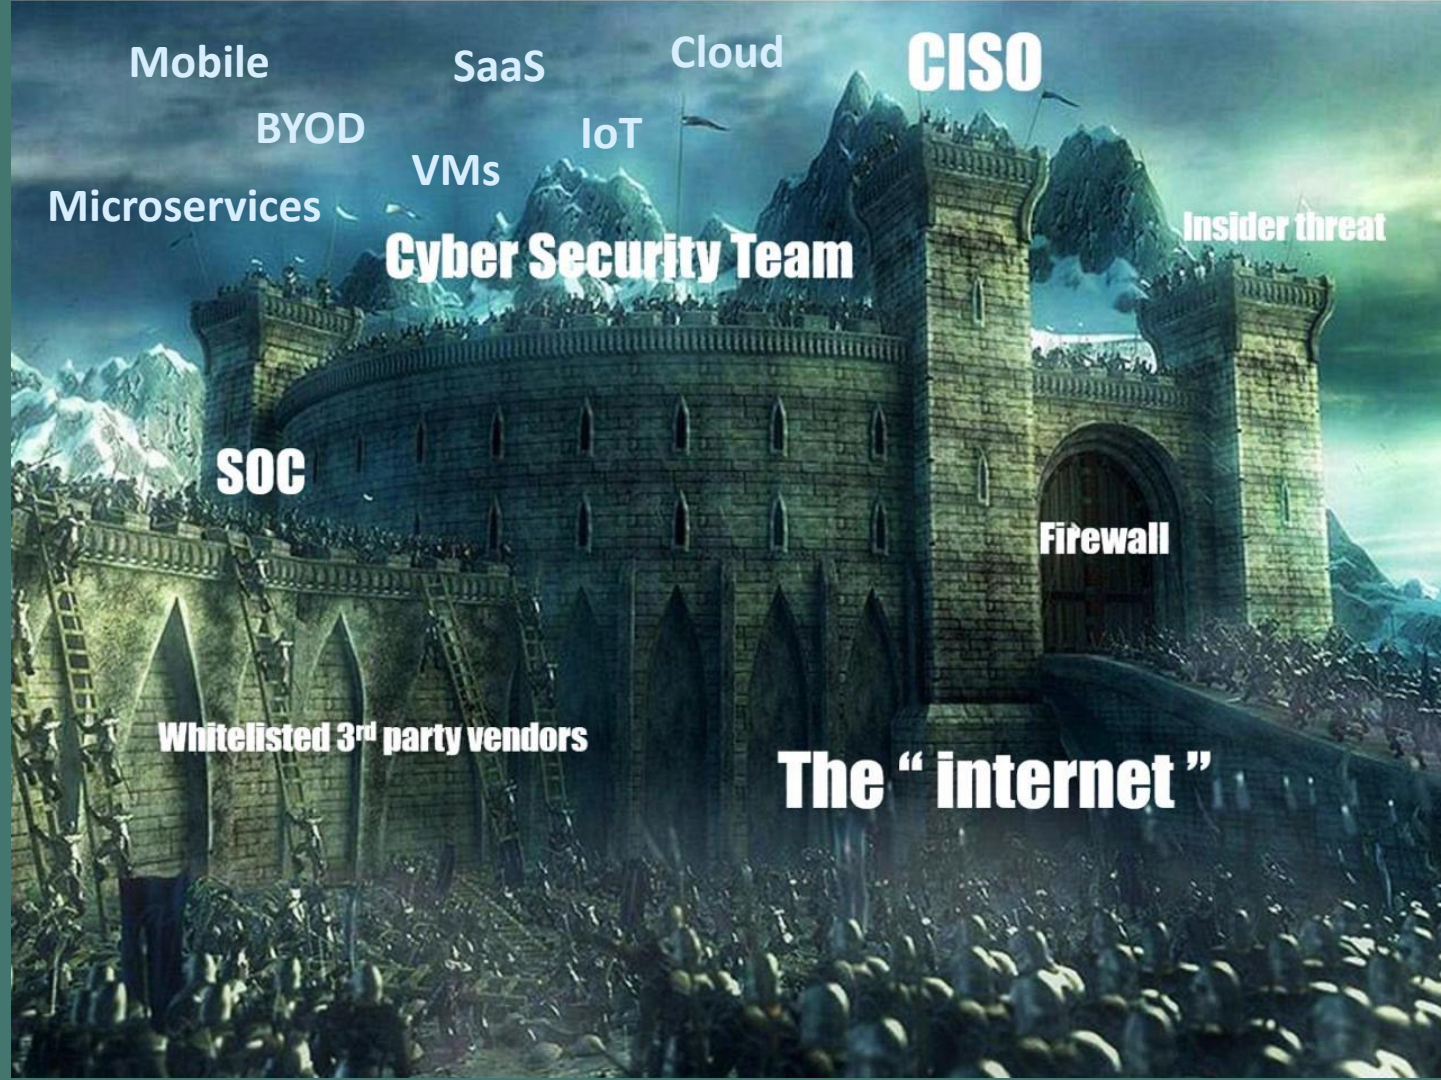 Mobile
SaaS
Cloud
CISO
BYOD
IoT
VMs
Microservices
Insider threat
Cyber Security Team
SOC
Firewall
Whitelisted 3rd party vendors
The “ internet ”